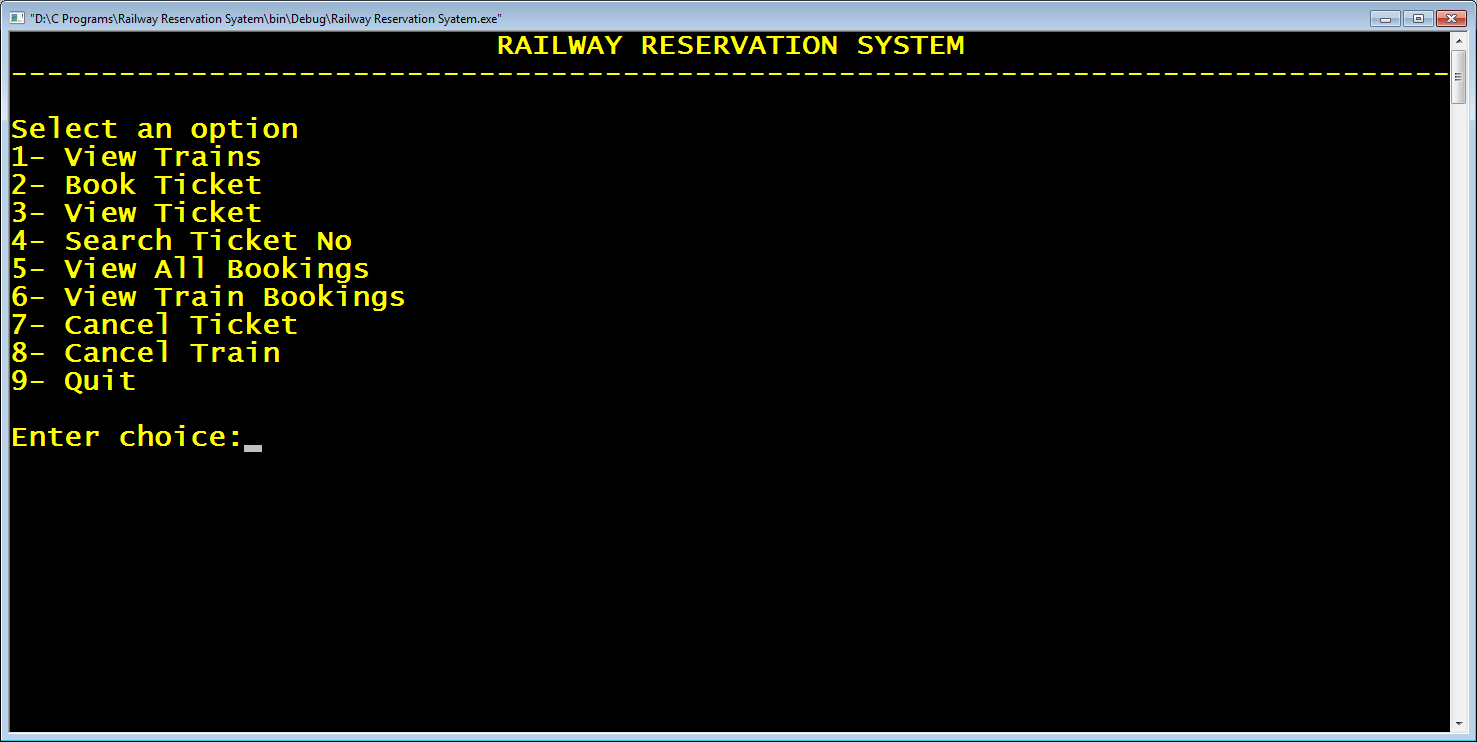 "D:\C Programs\Railway Reservation Syatem\bin\Debug\Railway Reservation Syatem.exe"
RAILWAY RESERVATION SYSTEM
--------------------------------------------------------------------------------
Select an option
1- View Trains
2- Book Ticket
3- View Ticket
4- Search Ticket No
5- View All Bookings
6- View Train Bookings
7- Cancel Ticket
8- Cancel Train
9- Quit
Enter choice: